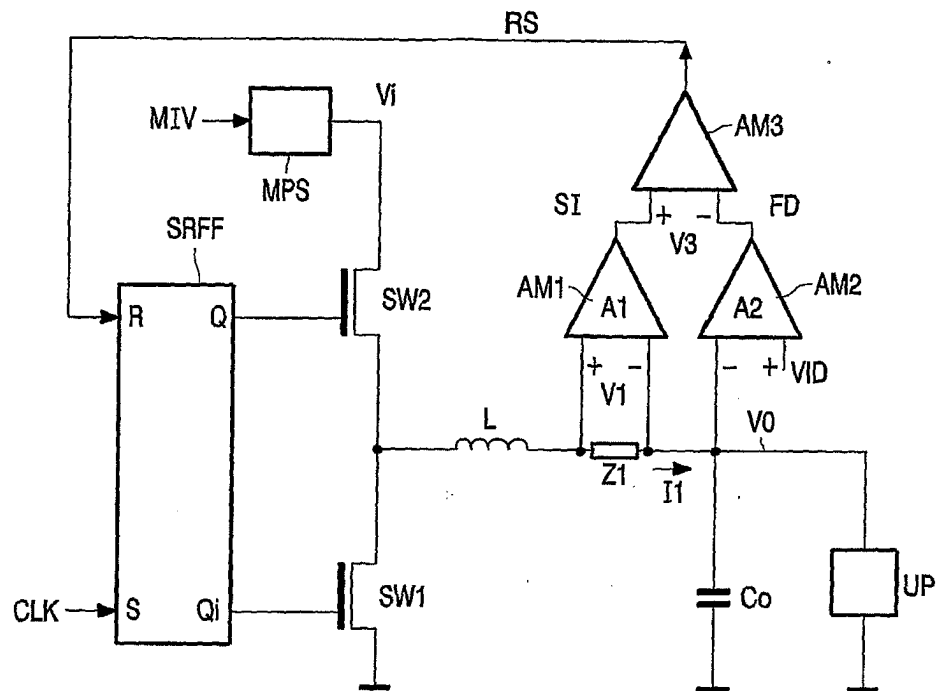 RS
MIV
Vi
MPS
AM3
SI
FD
+ V3 -
SRFF
AM1
A1
A2
AM2
R
Q
SW2
+ V1 -
- + VID
L
V0
Z1
I1
CLK
S
Qi
SW1
Co
UP